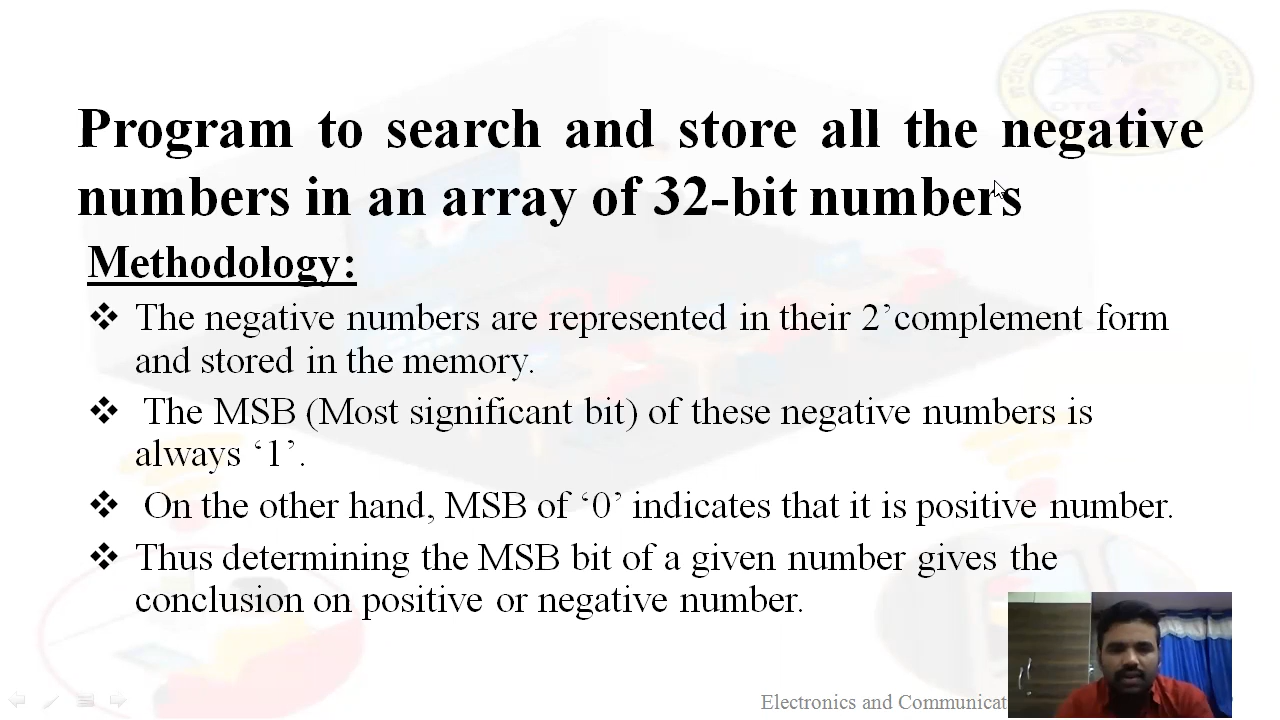 Program to search and store all the negative
numbers in an array of 32-bit numbers
Methodology:
❖ The negative numbers are represented in their 2’complement form
and stored in the memory.
❖ The MSB (Most significant bit) of these negative numbers is
always ‘1’.
❖ On the other hand, MSB of ‘0’ indicates that it is positive number.
❖ Thus determining the MSB bit of a given number gives the
conclusion on positive or negative number.
Electronics and Communicat